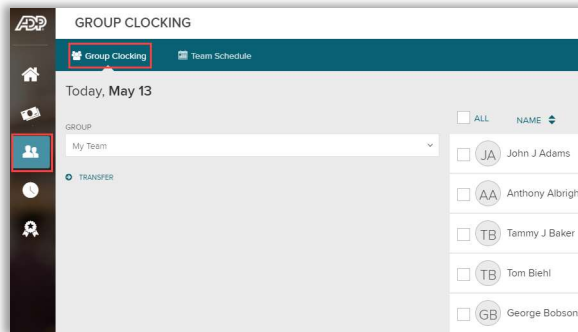 ADP
GROUP CLOCKING
Group Clocking
Team Schedule
Today, May 13
GROUP
My Team
TRANSFER
ALL NAME
JA John J Adams
AA Anthony
TB Tammy J Baker
TB Tom Biehl
GB George Bobson